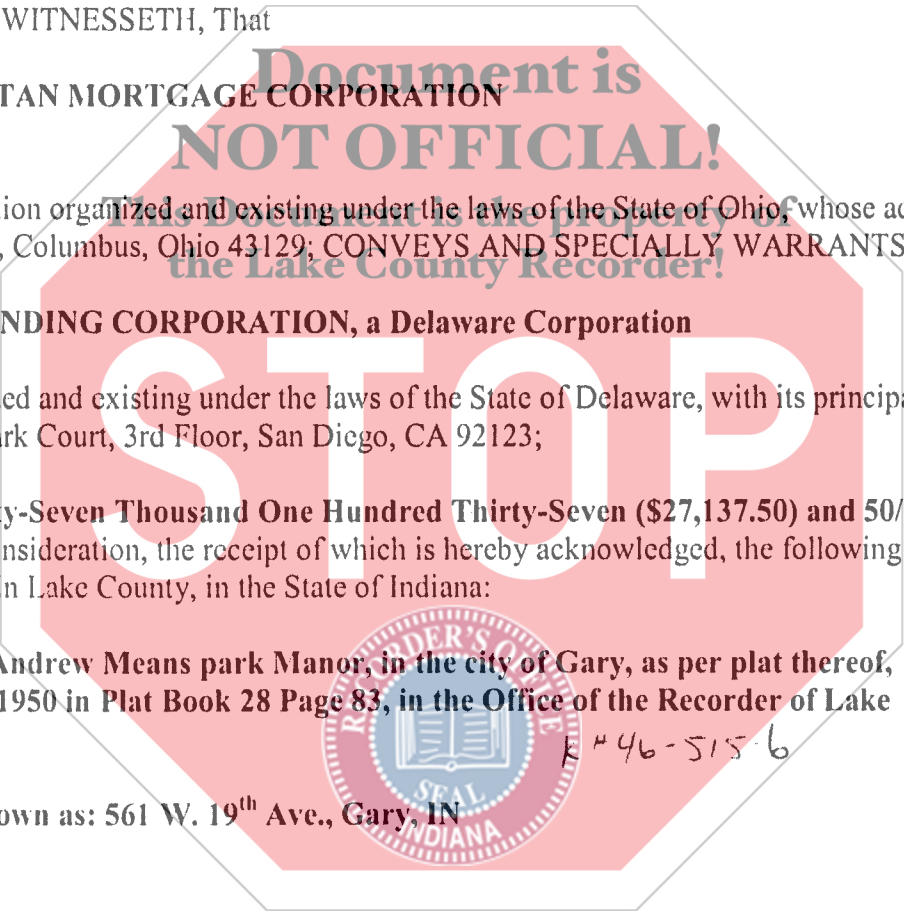 WITNESSETH, That
Document is
TAN MORTGAGE CORPORATION
NOT OFFICIAL!
ion organized and existing under the laws of the State of Ohio, whose ac
This Document is the property of
, Columbus, Ohio 43129; CONVEYS AND SPECIALLY WARRANTS
the Lake County Recorder!
NDING CORPORATION, a Delaware Corporation
STOP
ed and existing under the laws of the State of Delaware, with its principa
rk Court, 3rd Floor, San Diego, CA 92123;
y-Seven Thousand One Hundred Thirty-Seven ($27,137.50) and 50/
nsideration, the receipt of which is hereby acknowledged, the following
n Lake County, in the State of Indiana:
RECORDER'S OFFICE
Andrew Means park Manor, in the city of Gary, as per plat thereof,
1950 in Plat Book 28 Page 83, in the Office of the Recorder of Lake
46-515-6
SEAL
INDIANA
own as: 561 W. 19th Ave., Gary, IN